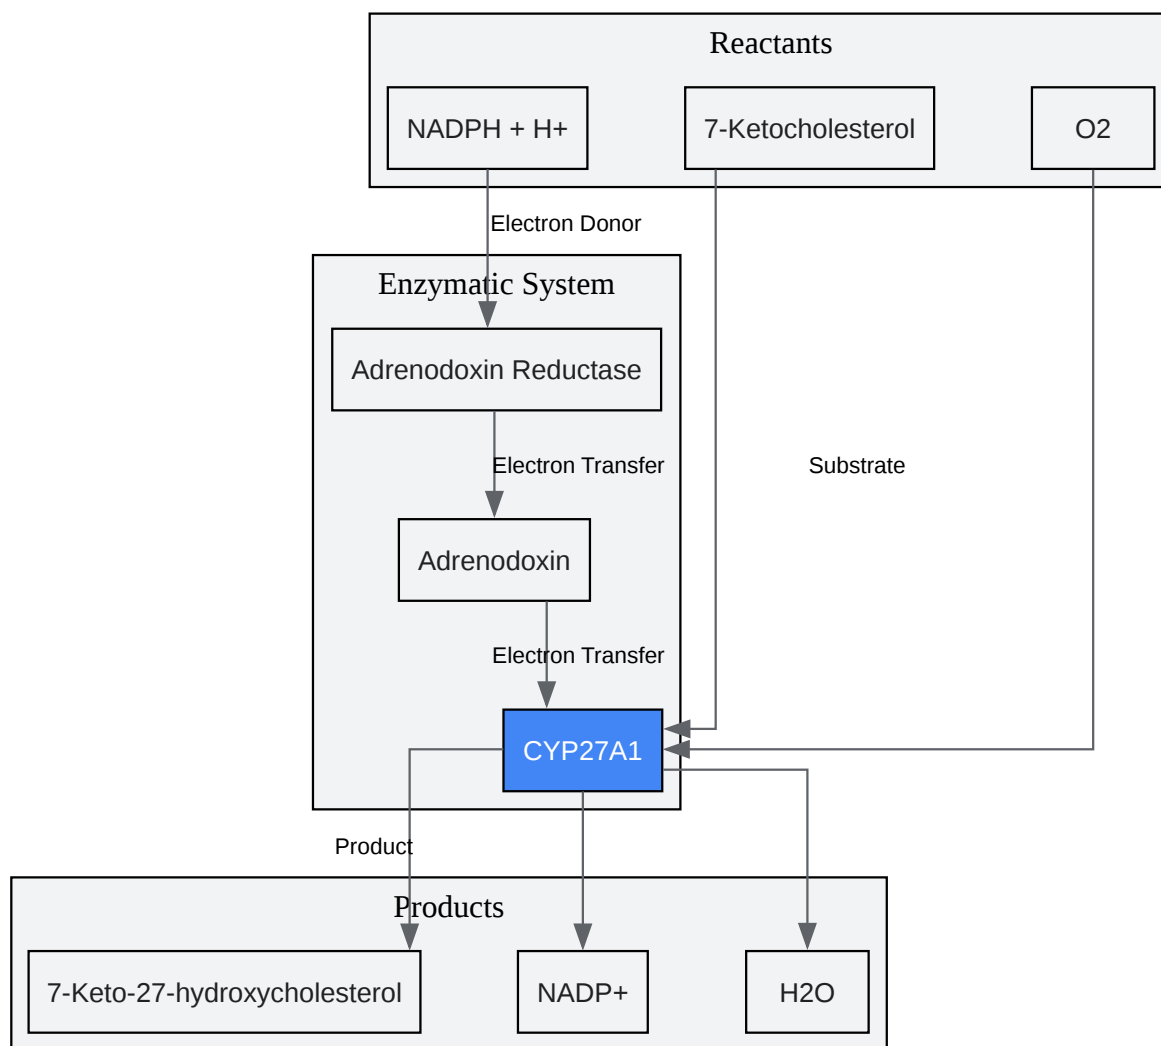 Reactants
NADPH + H+
7-Ketocholesterol
O2
Electron Donor
Enzymatic System
Adrenodoxin Reductase
Electron Transfer
Substrate
Adrenodoxin
Electron Transfer
CYP27A1
Product
Products
7-Keto-27-hydroxycholesterol
NADP+
H2O